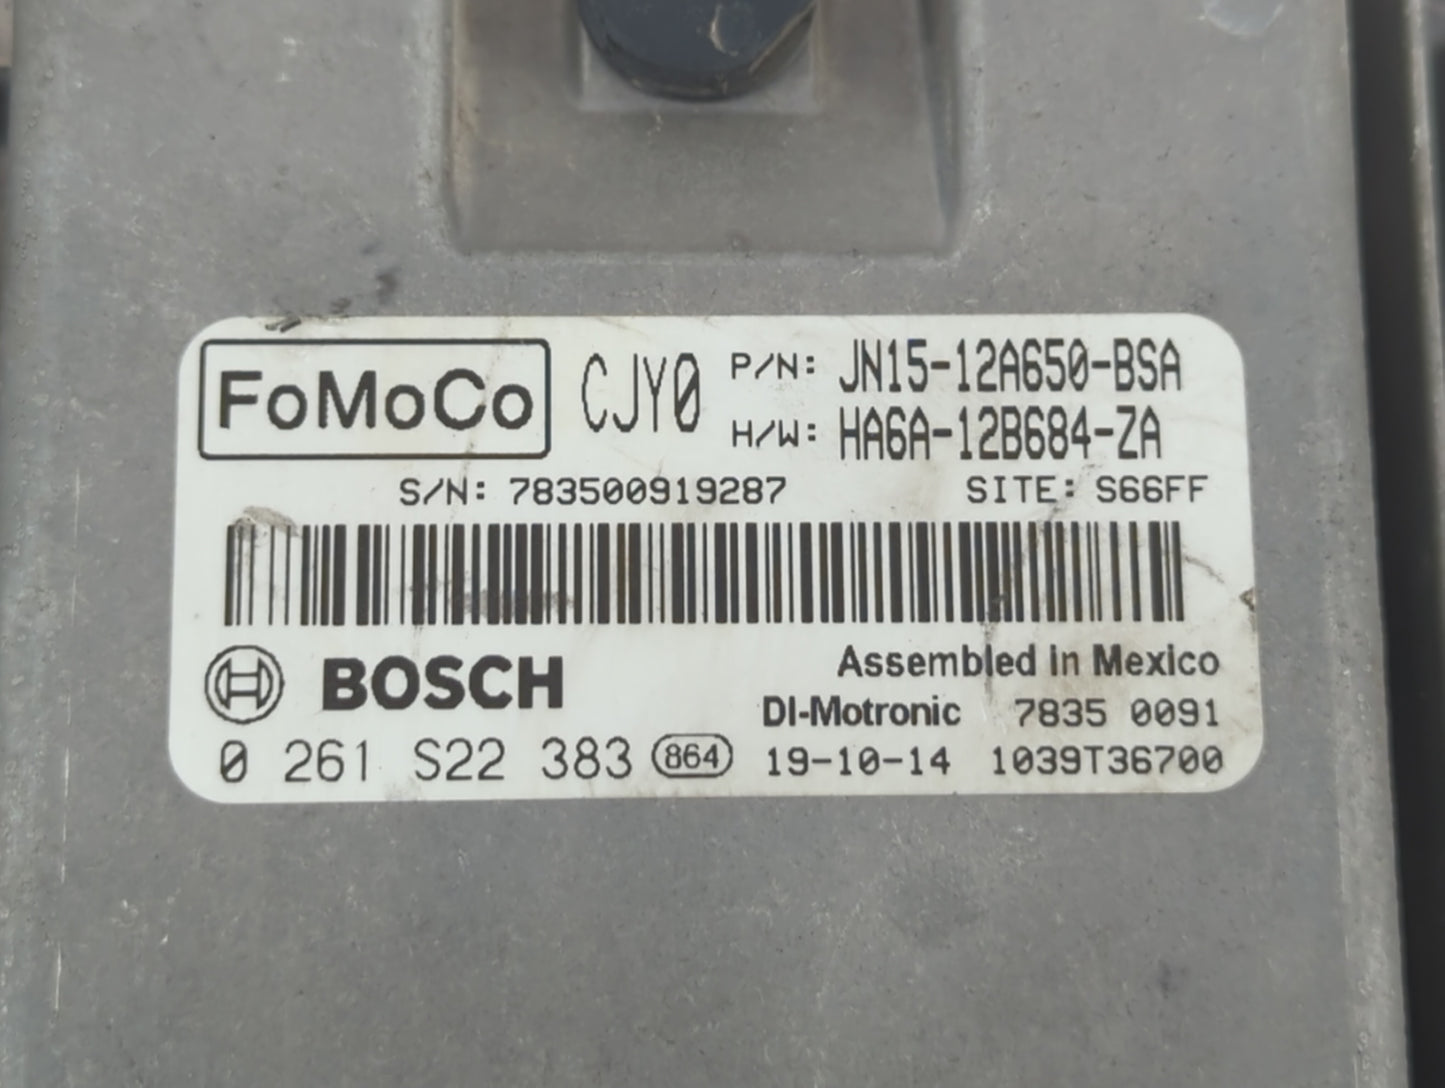 FoMoCo CJY0 P/N: JN15-12A650-BSA
H/W: HA6A-12B684-ZA
S/N: 783500919287 SITE: S66FF
BOSCH Assembled in Mexico
DI-Motronic 7835 0091
0 261 S22 383 864 19-10-14 1039T36700